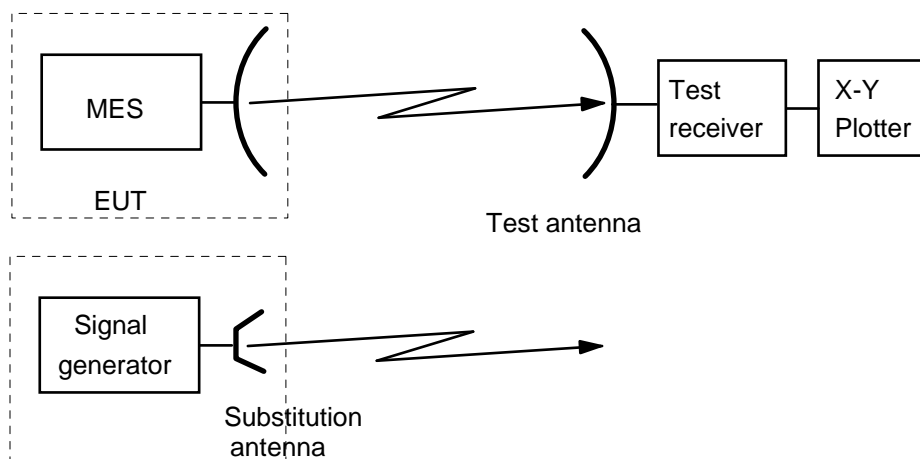 MES
EUT
Test
receiver
X-Y
Plotter
Test antenna
Signal
generator
Substitution
antenna